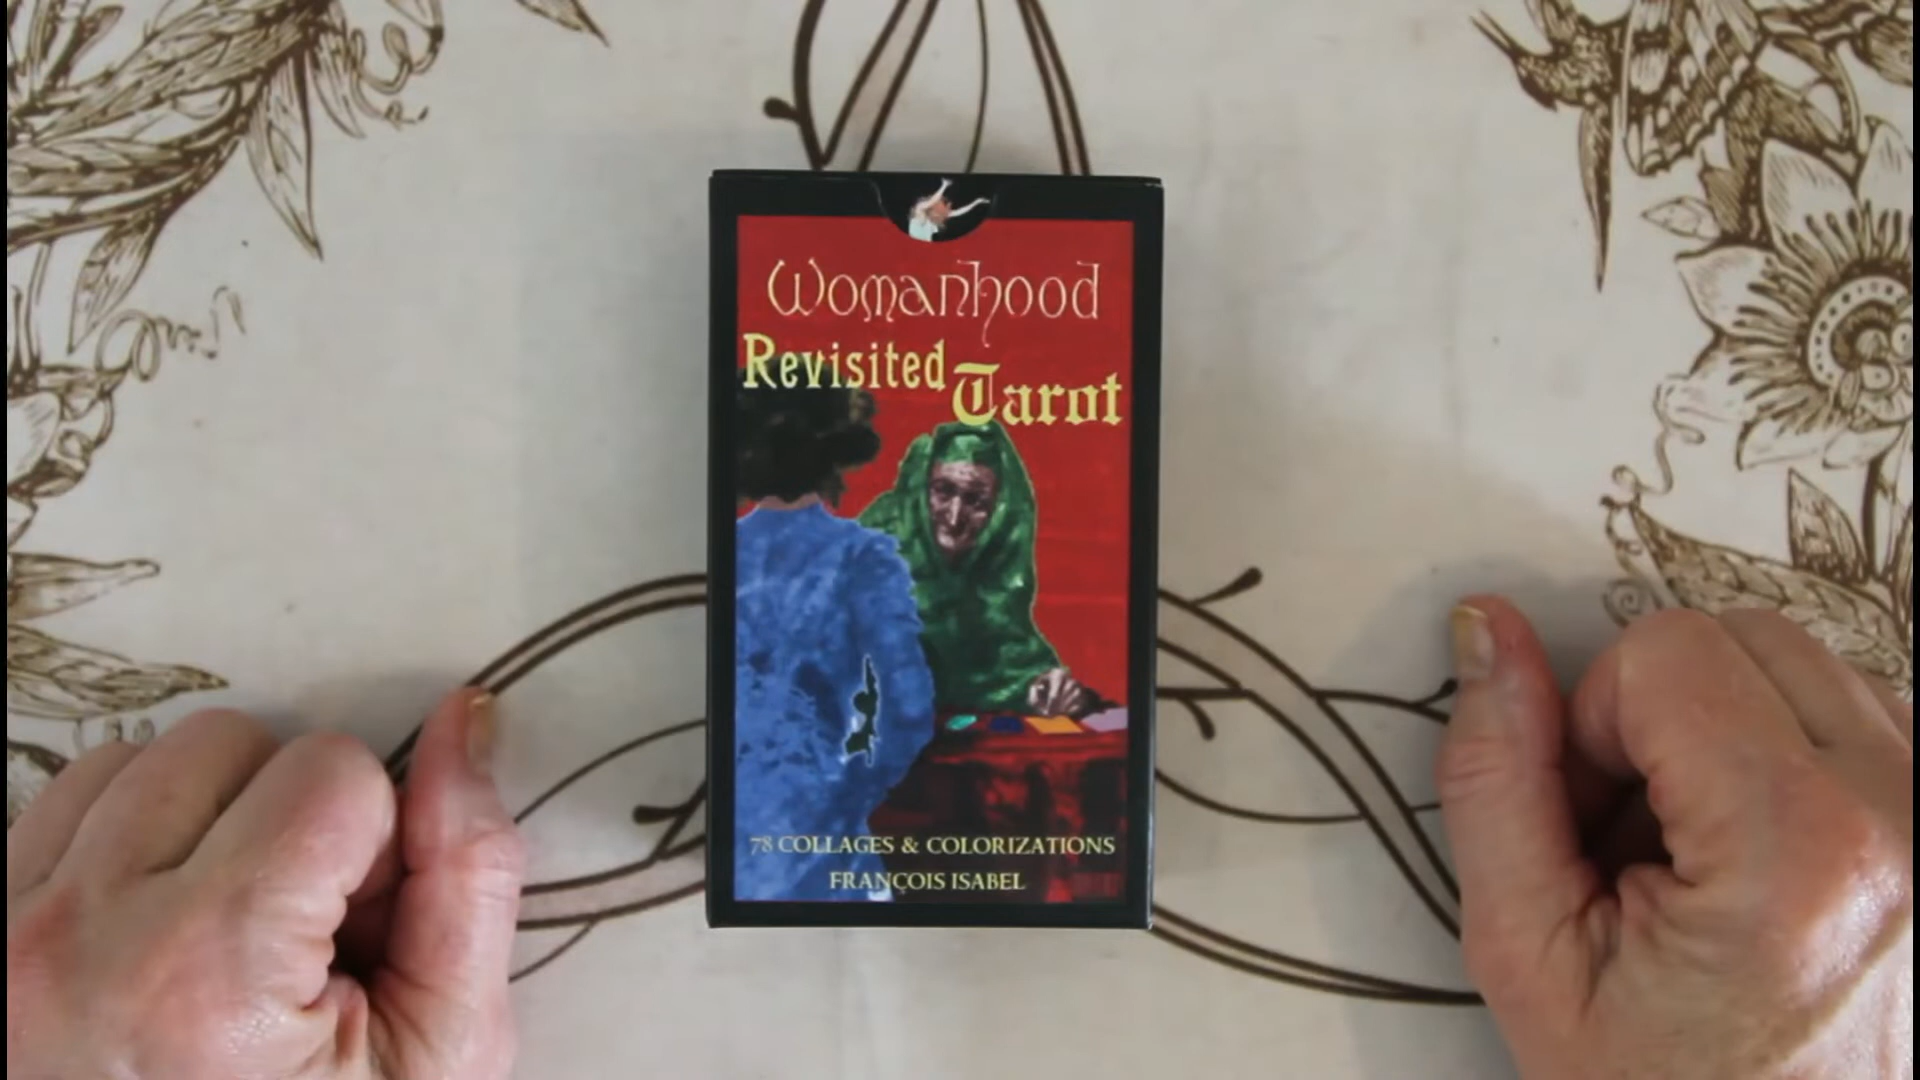 Womanhood
Revisited Tarot
78 COLLAGES & COLORIZATIONS
FRANÇOIS ISABEL